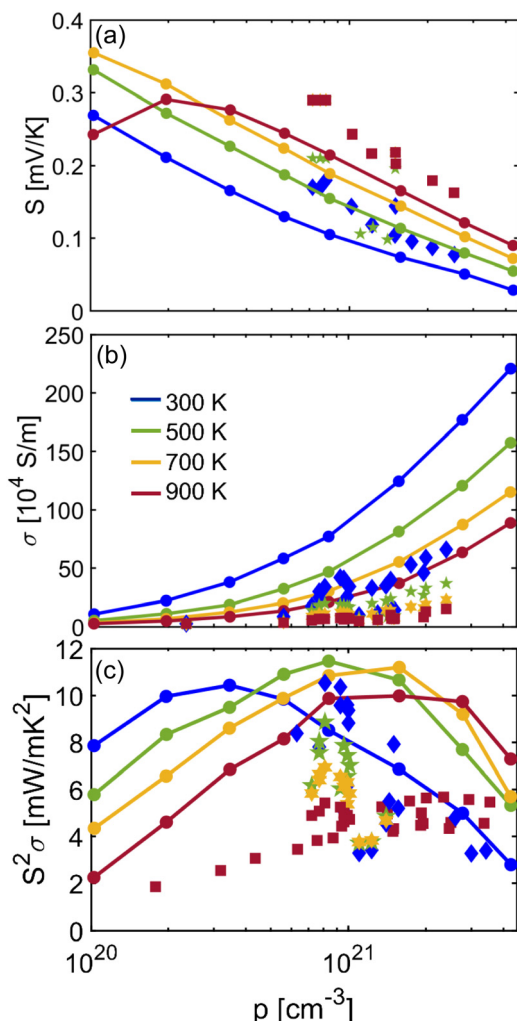 (a)
0.4
0.3
0.2
0.1
0
S [mV/K]
(b)
250
200
150
100
50
0
σ [10⁴ S/m]
300 K
500 K
700 K
900 K
(c)
12
10
8
6
4
2
0
S²σ [mW/mK²]
10²⁰
10²¹
p [cm⁻³]